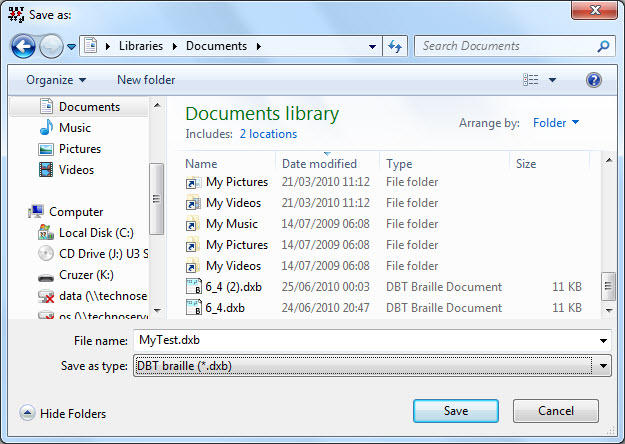 Save as:
Libraries Documents Search Documents
Organize New folder
Documents
Music
Pictures
Videos
Computer
Local Disk (C:)
CD Drive (J:) U3 S
Cruzer (K:)
data (\\technoser
os (\\technoserve
Documents library
Includes: 2 locations
Arrange by: Folder
Name Date modified Type Size
My Pictures 21/03/2010 11:12 File folder
My Videos 21/03/2010 11:12 File folder
My Music 14/07/2009 06:08 File folder
My Pictures 14/07/2009 06:08 File folder
My Videos 14/07/2009 06:08 File folder
6_4 (2).dxb 25/06/2010 00:03 DBT Braille Document 11 KB
6_4.dxb 24/06/2010 20:47 DBT Braille Document 11 KB
File name: MyTest.dxb
Save as type: DBT braille (*.dxb)
Hide Folders Save Cancel